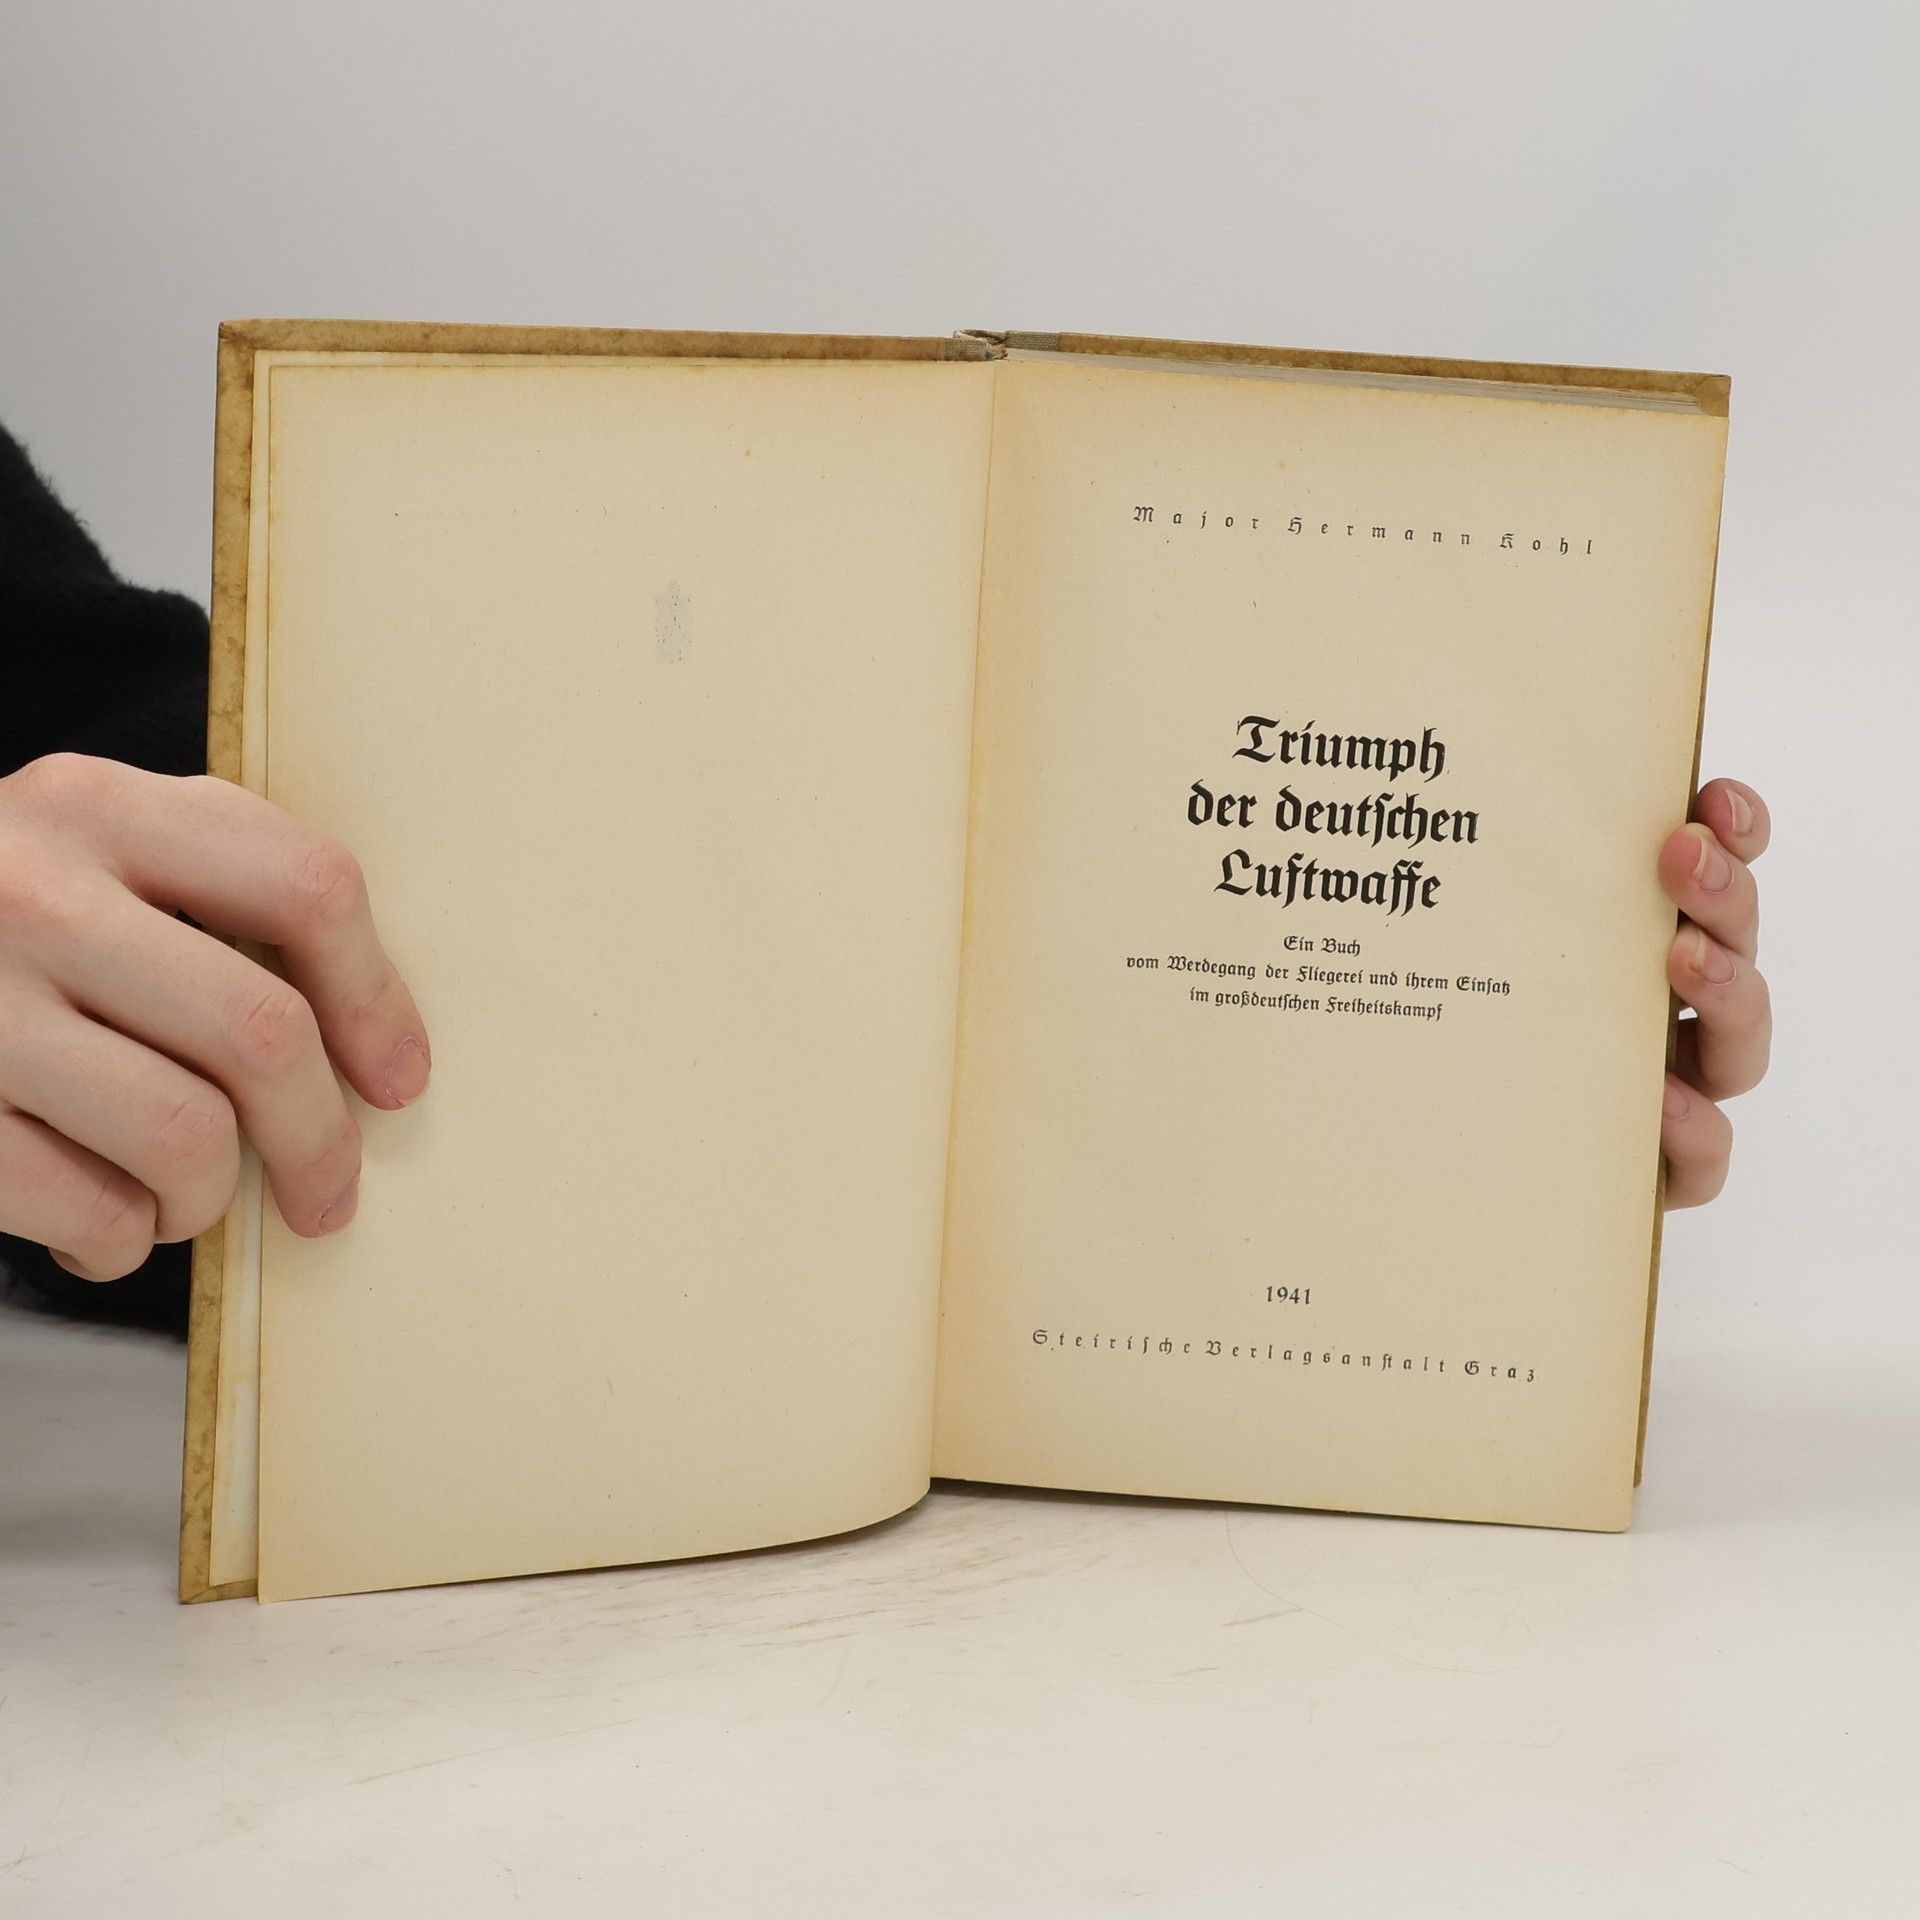 Major Hermann Kohl
Triumph
der deutſchen
Luftwaffe
Ein Buch
vom Werdegang der Fliegerei und ihrem Einſatz
im großdeutſchen Freiheitskampf
1941
Steiriſche Verlagsanſtalt Graz